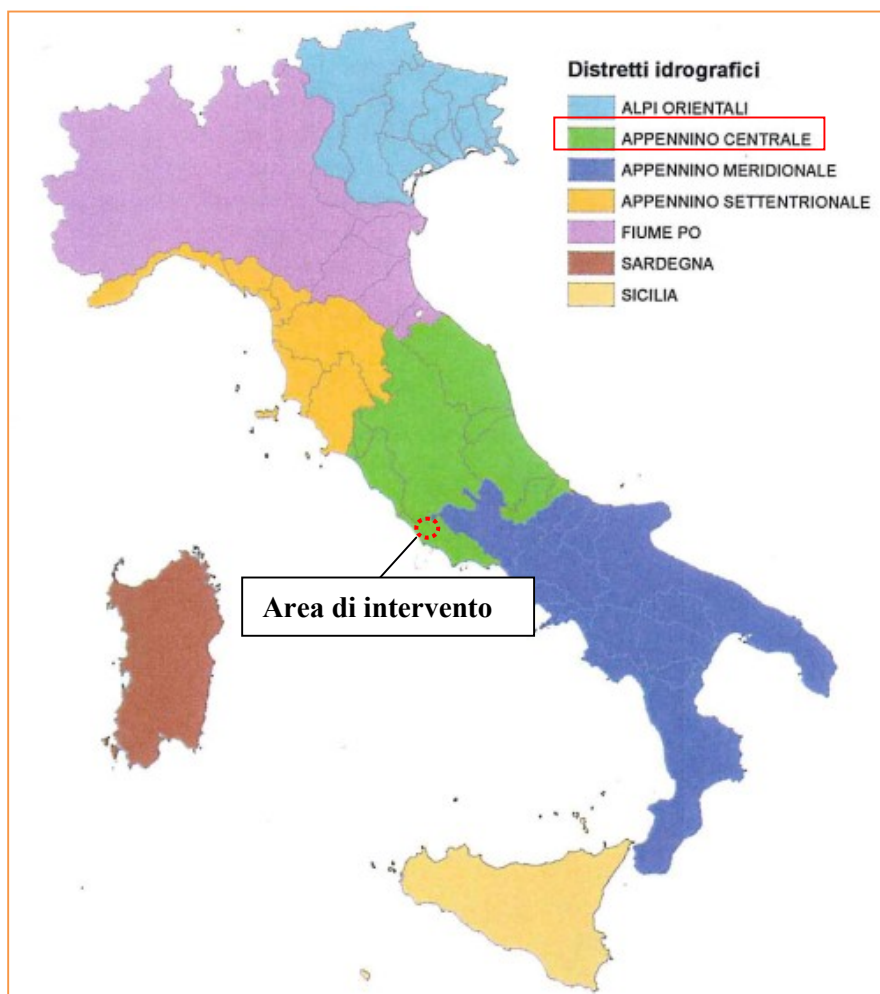 Distretti idrografici
ALPI ORIENTALI
APPENNINO CENTRALE
APPENNINO MERIDIONALE
APPENNINO SETTENTRIONALE
FIUME PO
SARDEGNA
SICILIA
Area di intervento